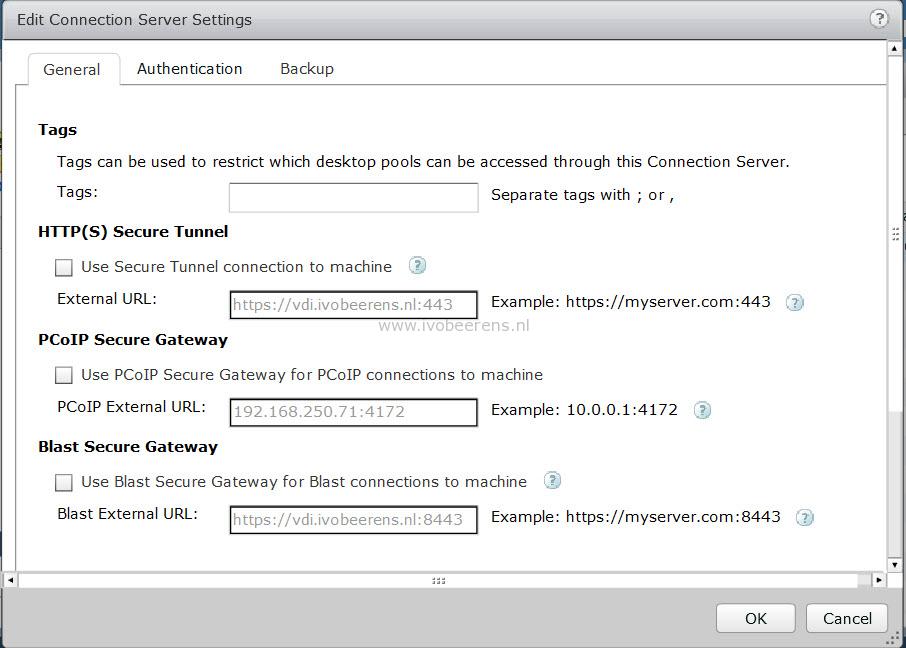 Edit Connection Server Settings
?
General Authentication Backup
Tags
Tags can be used to restrict which desktop pools can be accessed through this Connection Server.
Tags: Separate tags with ; or ,
HTTP(S) Secure Tunnel
Use Secure Tunnel connection to machine ?
External URL: https://vdi.ivobeerens.nl:443 Example: https://myserver.com:443 ?
www.ivobeerens.nl
PCoIP Secure Gateway
Use PCoIP Secure Gateway for PCoIP connections to machine
PCoIP External URL: 192.168.250.71:4172 Example: 10.0.0.1:4172 ?
Blast Secure Gateway
Use Blast Secure Gateway for Blast connections to machine ?
Blast External URL: https://vdi.ivobeerens.nl:8443 Example: https://myserver.com:8443 ?
OK Cancel